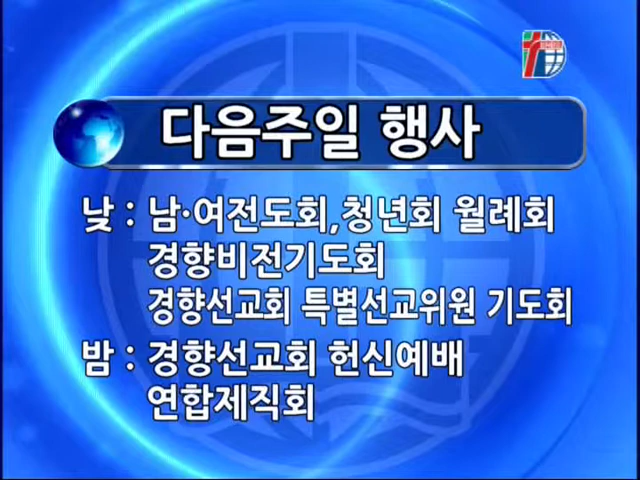 다음주일 행사
낮 : 남·여전도회,청년회 월례회
경향비전기도회
경향선교회 특별선교위원 기도회
밤 : 경향선교회 헌신예배
연합제직회